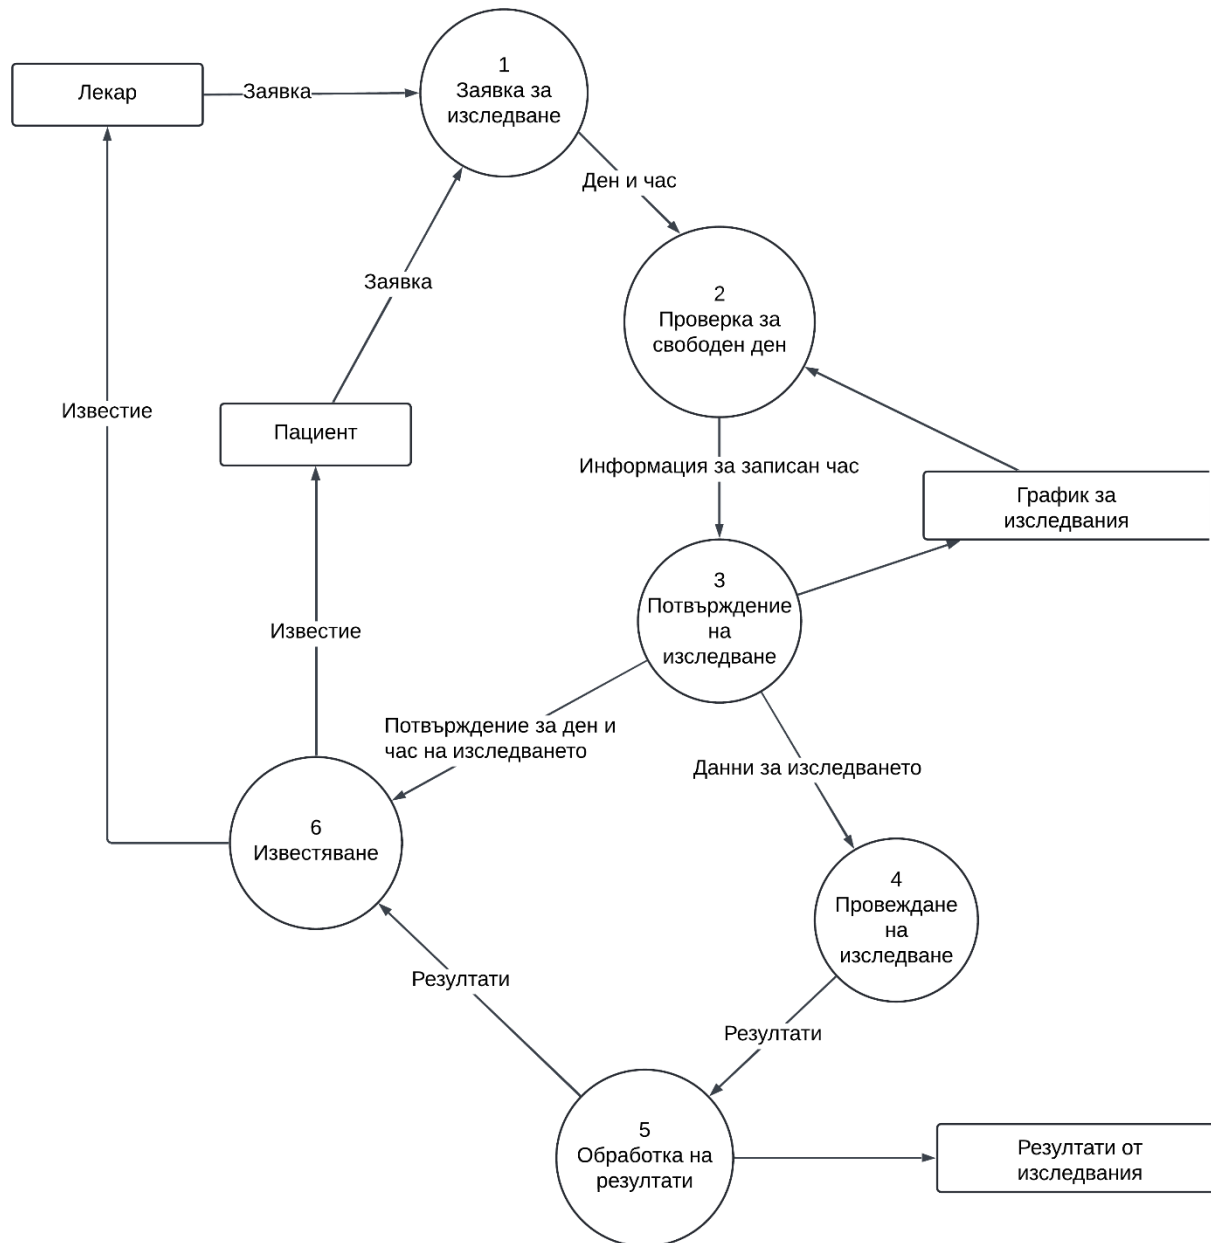 1
Заявка за
изследване
Лекар
Заявка
Ден и час
Заявка
2
Проверка за
свободен ден
Известие
Пациент
Информация за записан час
График за
изследвания
3
Потвърждение
на
изследване
Известие
Потвърждение за ден и
час на изследването
Данни за изследването
6
Известяване
4
Провеждане
на
изследване
Резултати
Резултати
5
Обработка на
резултати
Резултати от
изследвания